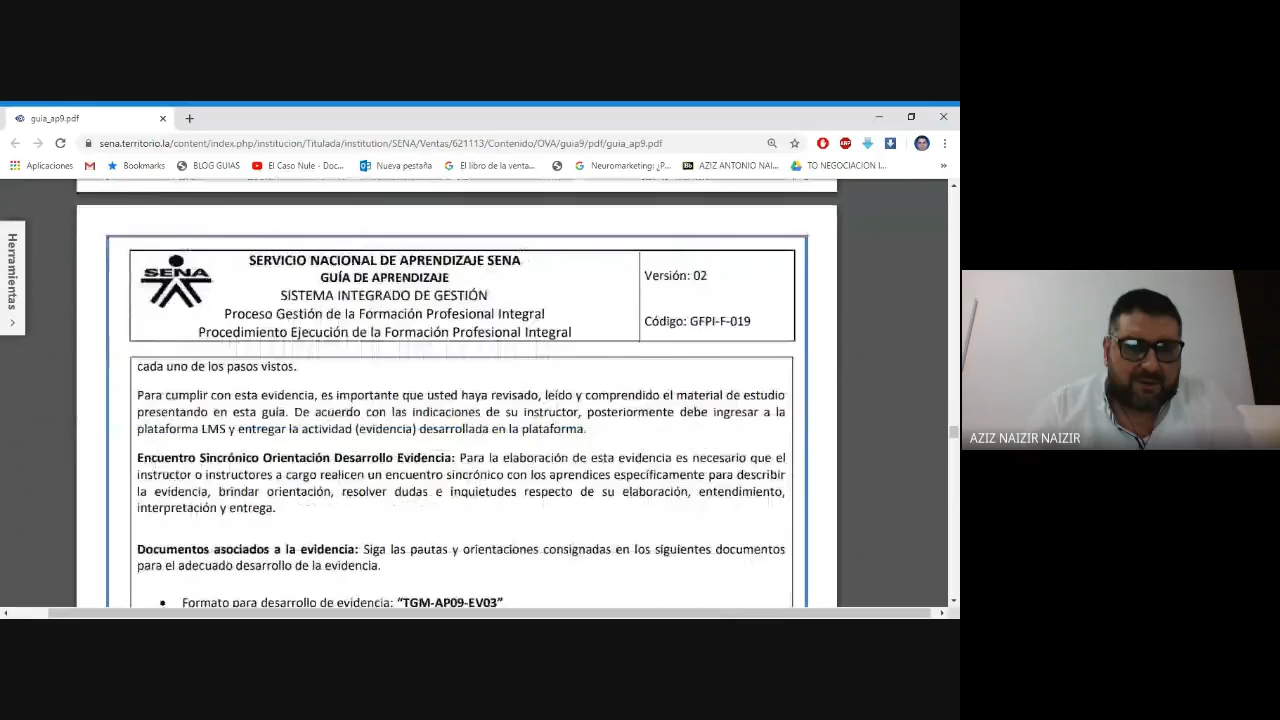 guia_ap9.pdf
sena.territorio.la/content/index.php/institucion/Titulada/institution/SENA/Ventas/621113/Contenido/OVA/guia9/pdf/guia_ap9.pdf
Aplicaciones Bookmarks BLOG GUIAS El Caso Nule - Doc... Nueva pestaña El libro de la venta... Neuromarketing: ¿P... AZIZ ANTONIO NAI... TO NEGOCIACION I...
Herramientas
SENA
SERVICIO NACIONAL DE APRENDIZAJE SENA
GUÍA DE APRENDIZAJE
SISTEMA INTEGRADO DE GESTIÓN
Proceso Gestión de la Formación Profesional Integral
Procedimiento Ejecución de la Formación Profesional Integral
Versión: 02
Código: GFPI-F-019
cada uno de los pasos vistos.
Para cumplir con esta evidencia, es importante que usted haya revisado, leído y comprendido el material de estudio
presentando en esta guía. De acuerdo con las indicaciones de su instructor, posteriormente debe ingresar a la
plataforma LMS y entregar la actividad (evidencia) desarrollada en la plataforma.
Encuentro Sincrónico Orientación Desarrollo Evidencia: Para la elaboración de esta evidencia es necesario que el
instructor o instructores a cargo realicen un encuentro sincrónico con los aprendices específicamente para describir
la evidencia, brindar orientación, resolver dudas e inquietudes respecto de su elaboración, entendimiento,
interpretación y entrega.
Documentos asociados a la evidencia: Siga las pautas y orientaciones consignadas en los siguientes documentos
para el adecuado desarrollo de la evidencia.
• Formato para desarrollo de evidencia: “TGM-AP09-EV03”
AZIZ NAIZIR NAIZIR